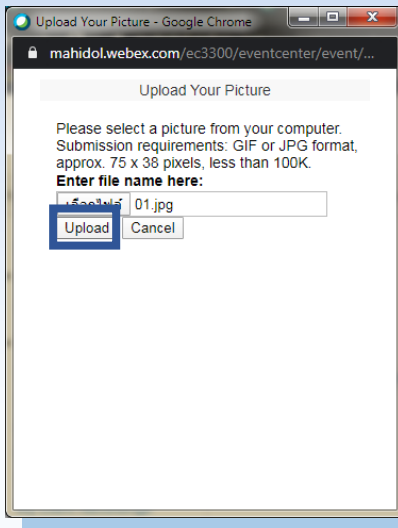 Upload Your Picture - Google Chrome
mahidol.webex.com/ec3300/eventcenter/event/...
Upload Your Picture
Please select a picture from your computer.
Submission requirements: GIF or JPG format,
approx. 75 x 38 pixels, less than 100K.
Enter file name here:
01.jpg
Upload Cancel